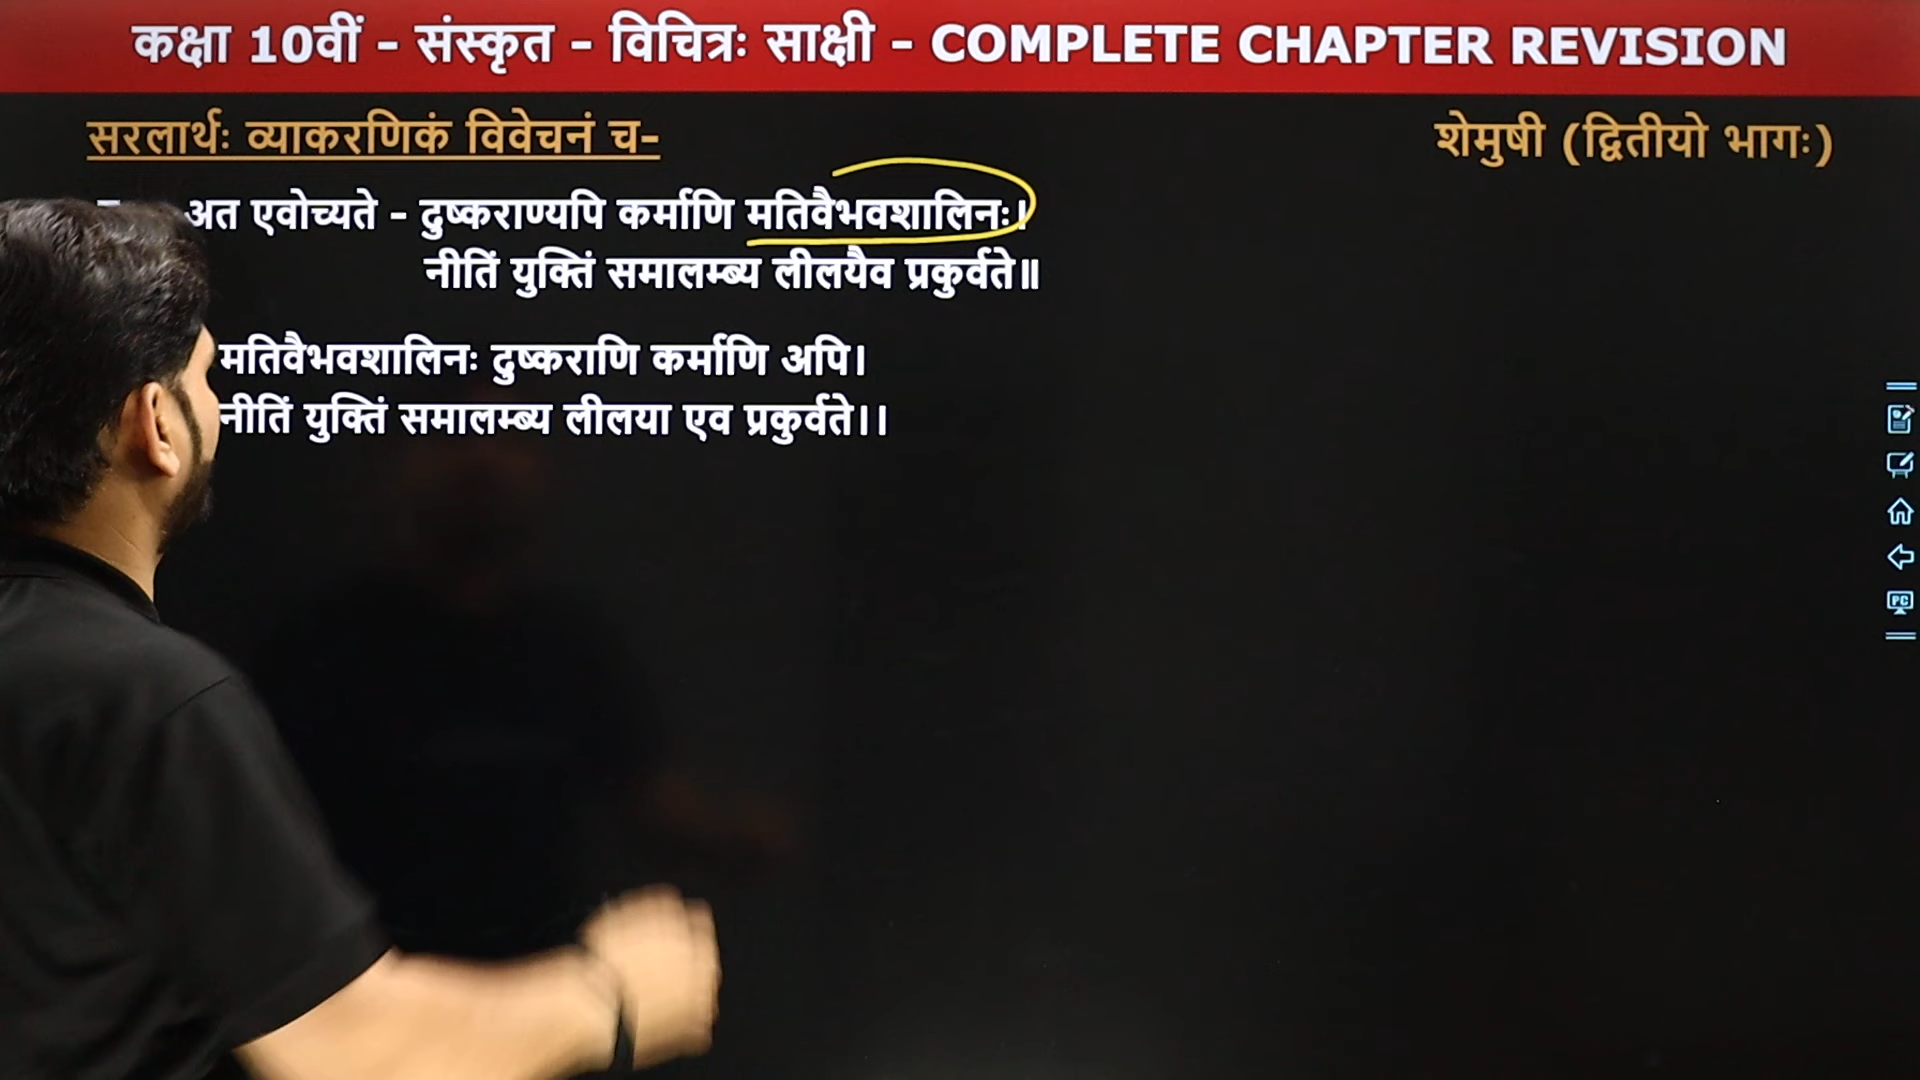 कक्षा 10वीं - संस्कृत - विचित्रः साक्षी - COMPLETE CHAPTER REVISION
सरलार्थः व्याकरणिकं विवेचनं च-
शेमुषी (द्वितीयो भागः)
अत एवोच्यते - दुष्कराण्यपि कर्माणि मतिवैभवशालिनः।
नीतिं युक्तिं समालम्ब्य लीलयैव प्रकुर्वते॥
मतिवैभवशालिनः दुष्कराणि कर्माणि अपि।
नीतिं युक्तिं समालम्ब्य लीलया एव प्रकुर्वते।।
PC